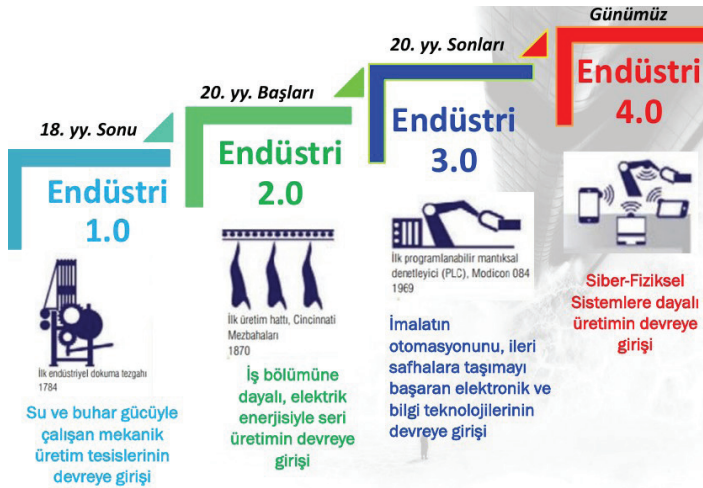 18. yy. Sonu
Endüstri
1.0
İlk endüstriyel dokuma tezgahı
1784
Su ve buhar gücüyle
çalışan mekanik
üretim tesislerinin
devreye girişi
20. yy. Başları
Endüstri
2.0
İlk üretim hattı, Cincinnati
Mezbahaları
1870
İş bölümüne
dayalı, elektrik
enerjisiyle seri
üretimin devreye
girişi
20. yy. Sonları
Endüstri
3.0
İlk programlanabilir mantıksal
denetleyici (PLC), Modicon 084
1969
İmalatın
otomasyonunu, ileri
safhalara taşımayı
başaran elektronik ve
bilgi teknolojilerinin
devreye girişi
Günümüz
Endüstri
4.0
Siber-Fiziksel
Sistemlere dayalı
üretimin devreye
girişi